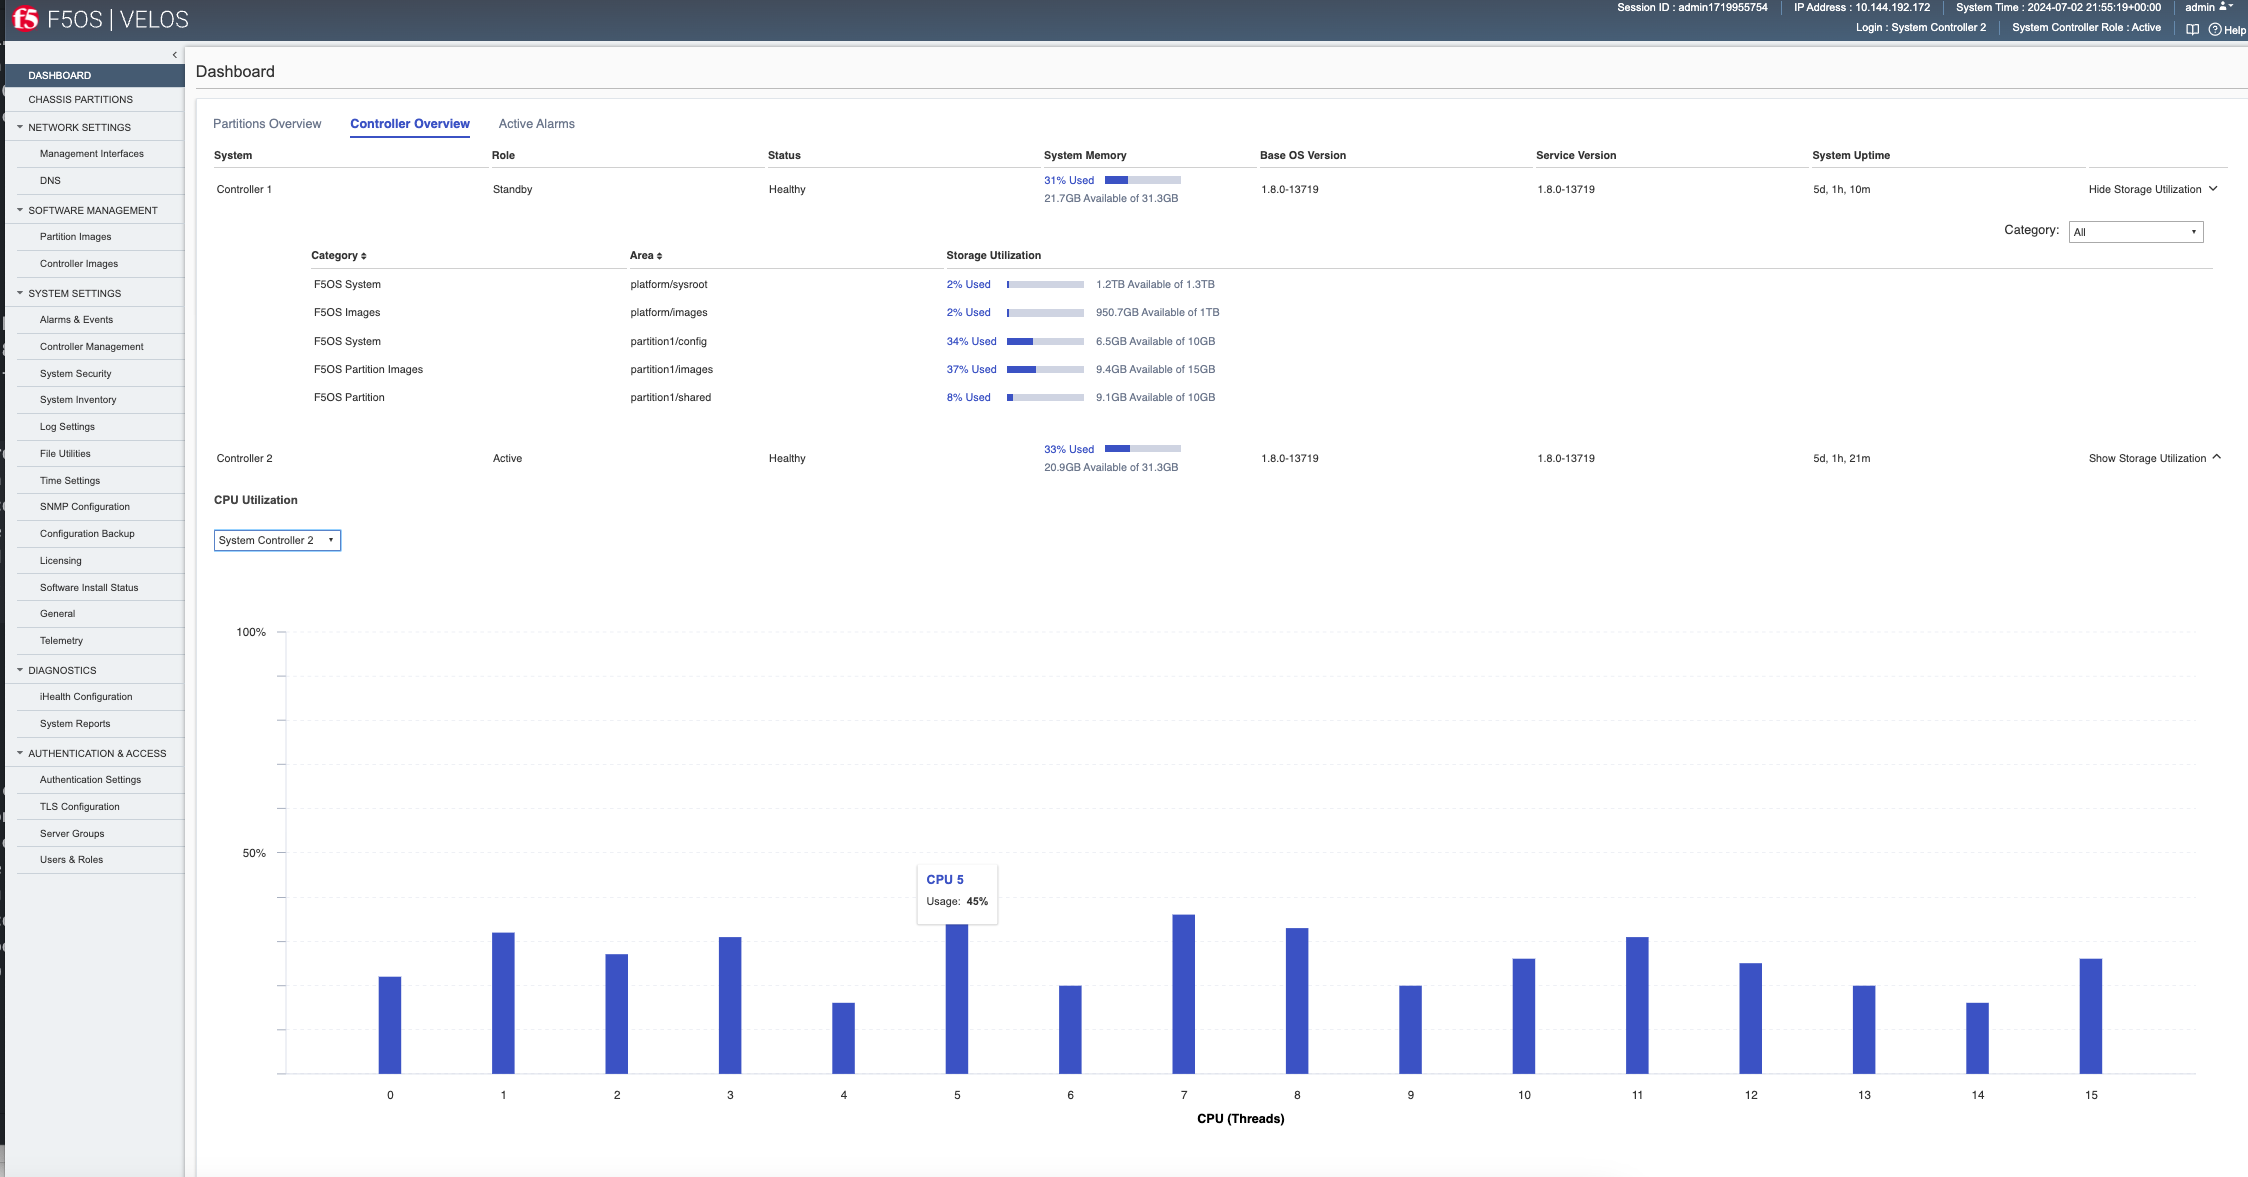 f5 F5OS | VELOS
Session ID : admin1719955754 IP Address : 10.144.192.172 System Time : 2024-07-02 21:55:19+00:00 admin
Login : System Controller 2 System Controller Role : Active Help
DASHBOARD
CHASSIS PARTITIONS
NETWORK SETTINGS
Management Interfaces
DNS
SOFTWARE MANAGEMENT
Partition Images
Controller Images
SYSTEM SETTINGS
Alarms & Events
Controller Management
System Security
System Inventory
Log Settings
File Utilities
Time Settings
SNMP Configuration
Configuration Backup
Licensing
Software Install Status
General
Telemetry
DIAGNOSTICS
iHealth Configuration
System Reports
AUTHENTICATION & ACCESS
Authentication Settings
TLS Configuration
Server Groups
Users & Roles
Dashboard
Partitions Overview Controller Overview Active Alarms
System Role Status System Memory Base OS Version Service Version System Uptime
Controller 1 Standby Healthy 31% Used 1.8.0-13719 1.8.0-13719 5d, 1h, 10m Hide Storage Utilization
21.7GB Available of 31.3GB
Category: All
Category Area Storage Utilization
F5OS System platform/sysroot 2% Used 1.2TB Available of 1.3TB
F5OS Images platform/images 2% Used 950.7GB Available of 1TB
F5OS System partition1/config 34% Used 6.5GB Available of 10GB
F5OS Partition Images partition1/images 37% Used 9.4GB Available of 15GB
F5OS Partition partition1/shared 8% Used 9.1GB Available of 10GB
Controller 2 Active Healthy 33% Used 1.8.0-13719 1.8.0-13719 5d, 1h, 21m Show Storage Utilization
20.9GB Available of 31.3GB
CPU Utilization
System Controller 2
100%
50%
CPU 5
Usage: 45%
0 1 2 3 4 5 6 7 8 9 10 11 12 13 14 15
CPU (Threads)